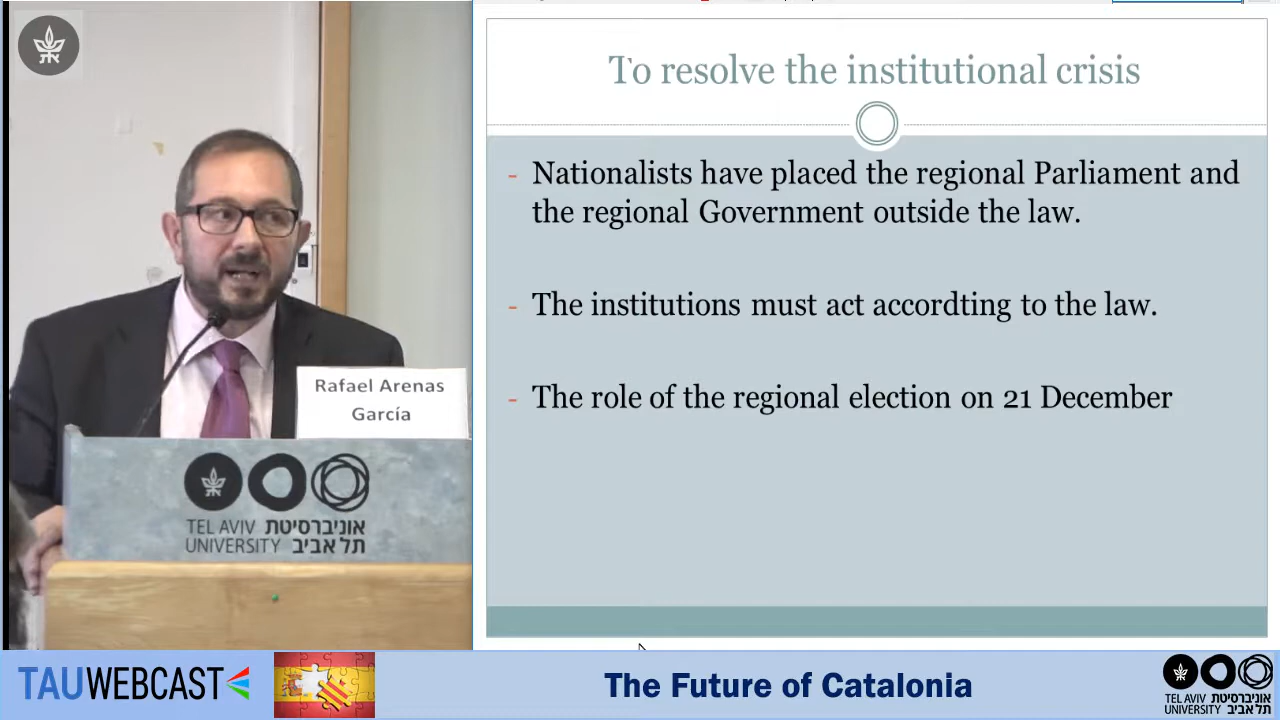 To resolve the institutional crisis
- Nationalists have placed the regional Parliament and
the regional Government outside the law.
- The institutions must act accordting to the law.
- The role of the regional election on 21 December
Rafael Arenas
García
TEL AVIV אוניברסיטת
UNIVERSITY תל אביב
TAUWEBCAST
The Future of Catalonia
TEL AVIV אוניברסיטת
UNIVERSITY תל אביב